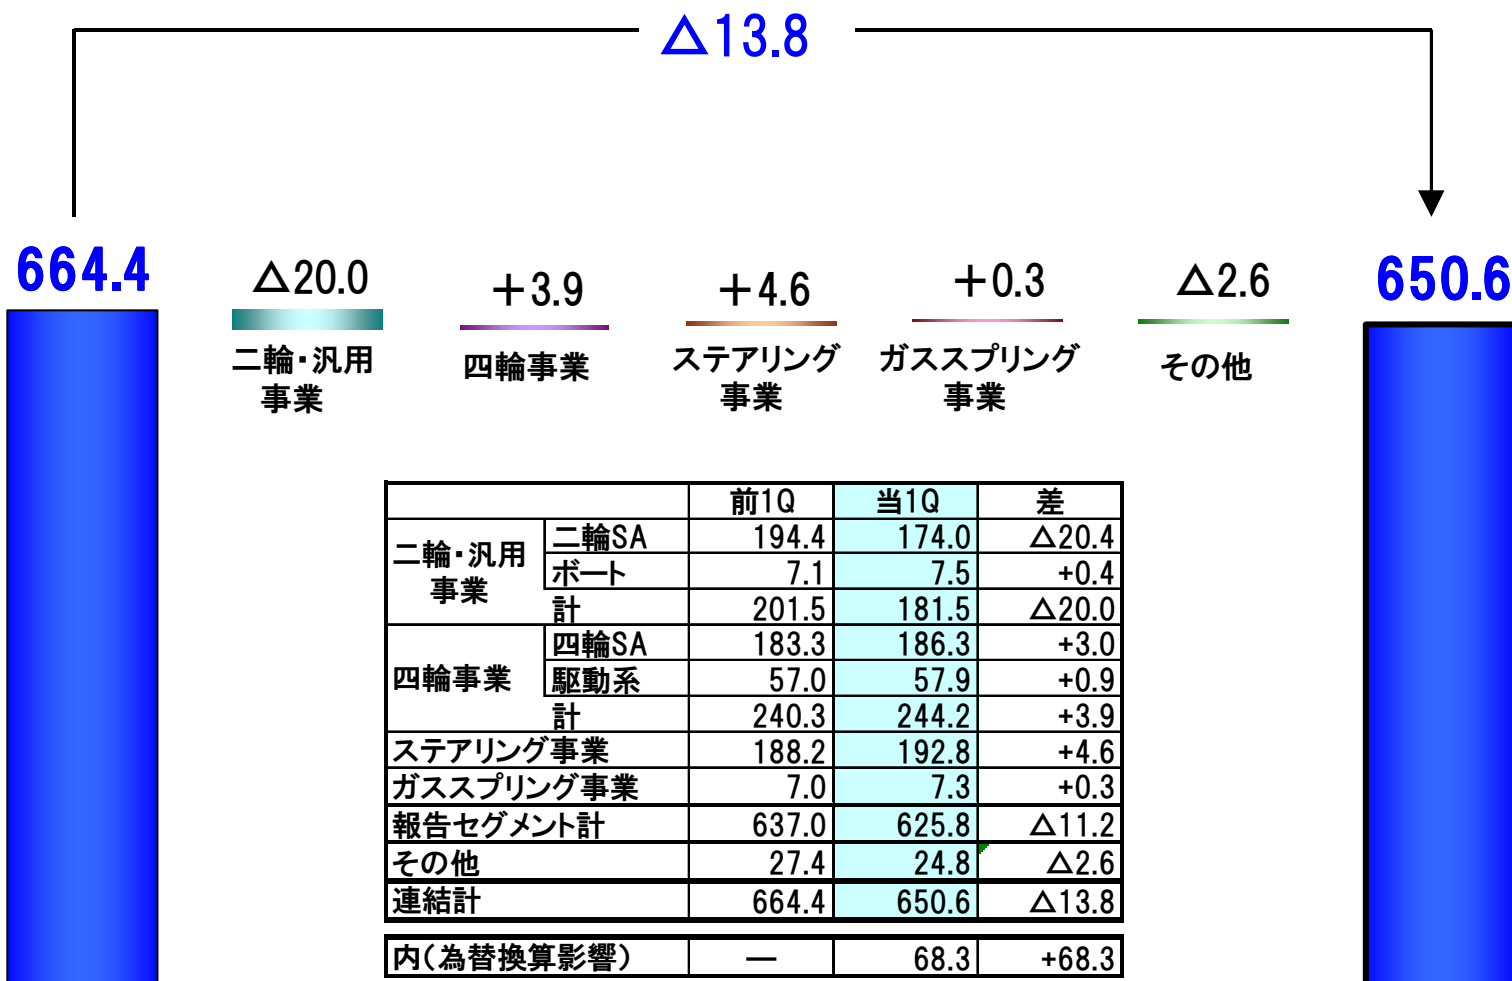 △13.8
664.4
△20.0
+3.9
+4.6
+0.3
△2.6
650.6
二輪・汎用
事業
四輪事業
ステアリング
事業
ガススプリング
事業
その他
前1Q 当1Q 差
二輪・汎用
事業
二輪SA 194.4 174.0 △20.4
ボート 7.1 7.5 +0.4
計 201.5 181.5 △20.0
四輪事業
四輪SA 183.3 186.3 +3.0
駆動系 57.0 57.9 +0.9
計 240.3 244.2 +3.9
ステアリング事業 188.2 192.8 +4.6
ガススプリング事業 7.0 7.3 +0.3
報告セグメント計 637.0 625.8 △11.2
その他 27.4 24.8 △2.6
連結計 664.4 650.6 △13.8
内(為替換算影響) ― 68.3 +68.3